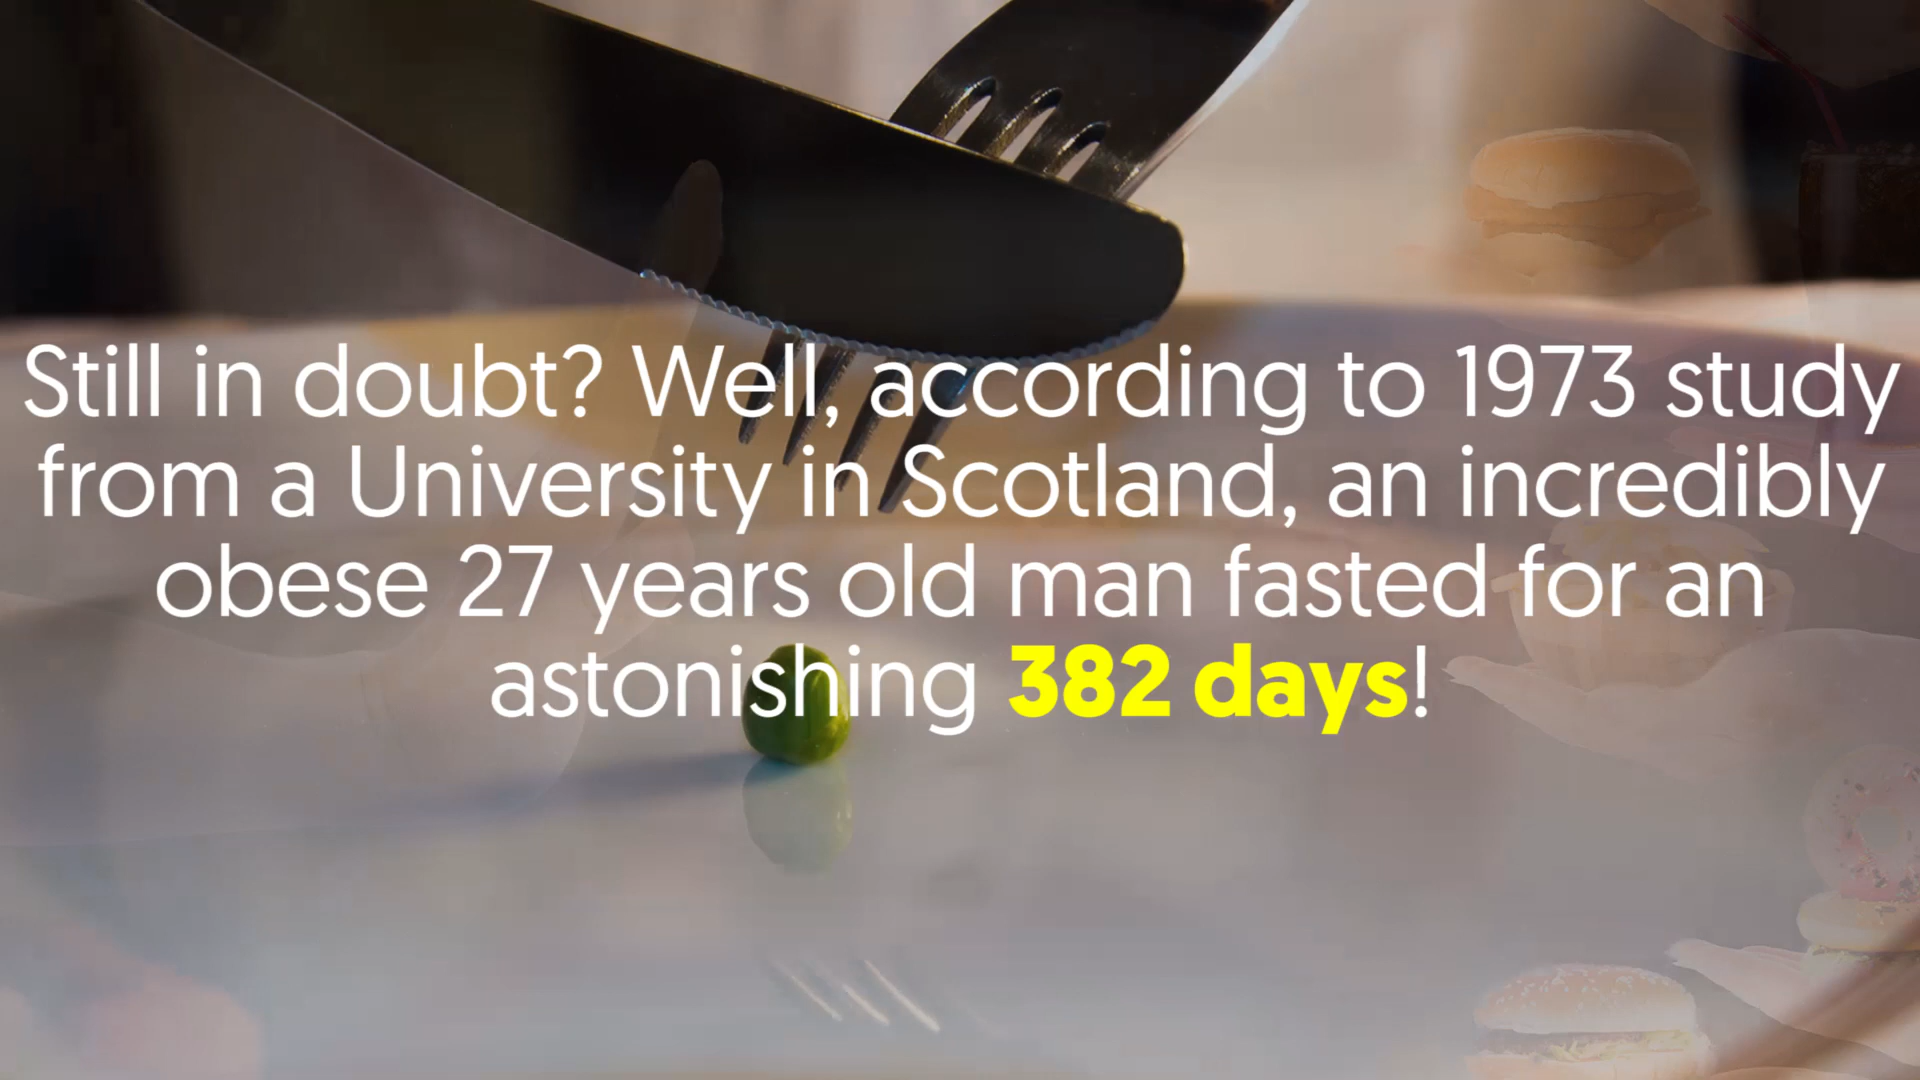 Still in doubt? Well, according to 1973 study
from a University in Scotland, an incredibly
obese 27 years old man fasted for an
astonishing 382 days!